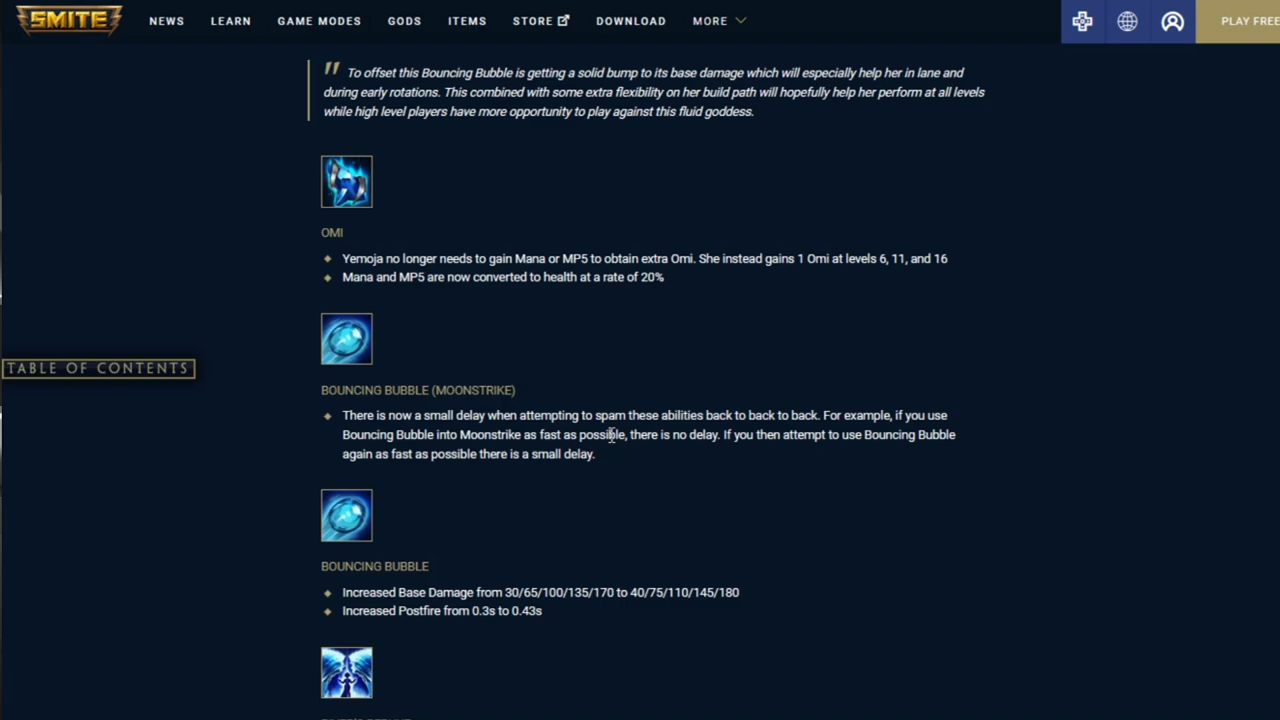 SMITE
NEWS LEARN GAME MODES GODS ITEMS STORE DOWNLOAD MORE PLAY FREE
" To offset this Bouncing Bubble is getting a solid bump to its base damage which will especially help her in lane and
during early rotations. This combined with some extra flexibility on her build path will hopefully help her perform at all levels
while high level players have more opportunity to play against this fluid goddess.
OMI
Yemoja no longer needs to gain Mana or MP5 to obtain extra Omi. She instead gains 1 Omi at levels 6, 11, and 16
Mana and MP5 are now converted to health at a rate of 20%
TABLE OF CONTENTS
BOUNCING BUBBLE (MOONSTRIKE)
There is now a small delay when attempting to spam these abilities back to back to back. For example, if you use
Bouncing Bubble into Moonstrike as fast as possible, there is no delay. If you then attempt to use Bouncing Bubble
again as fast as possible there is a small delay.
BOUNCING BUBBLE
Increased Base Damage from 30/65/100/135/170 to 40/75/110/145/180
Increased Postfire from 0.3s to 0.43s